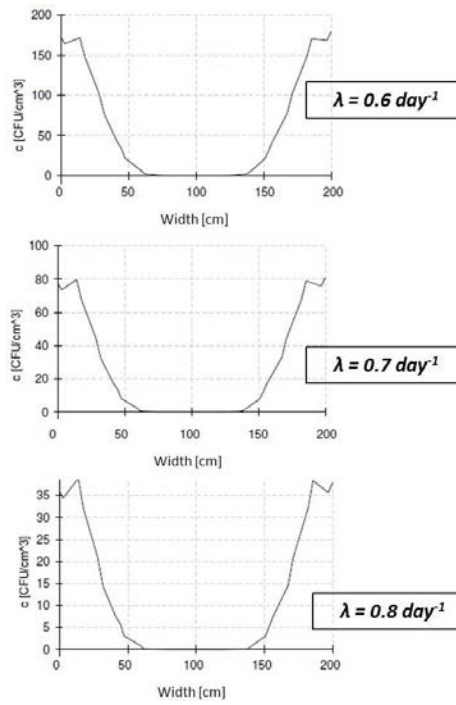 200
150
100
50
0
c [CFU/cm^3]
0 50 100 150 200
Width [cm]
λ = 0.6 day⁻¹
100
80
60
40
20
0
c [CFU/cm^3]
0 50 100 150 200
Width [cm]
λ = 0.7 day⁻¹
35
30
25
20
15
10
5
0
c [CFU/cm^3]
0 50 100 150 200
Width [cm]
λ = 0.8 day⁻¹